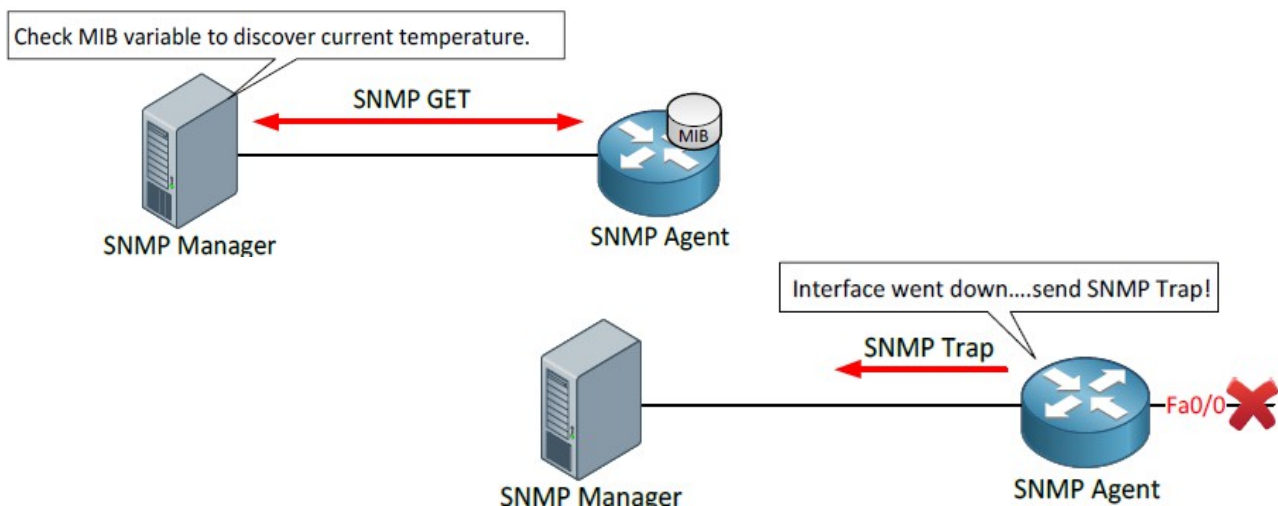 Check MIB variable to discover current temperature.
SNMP GET
MIB
SNMP Manager
SNMP Agent
Interface went down....send SNMP Trap!
SNMP Trap
Fa0/0
SNMP Manager
SNMP Agent